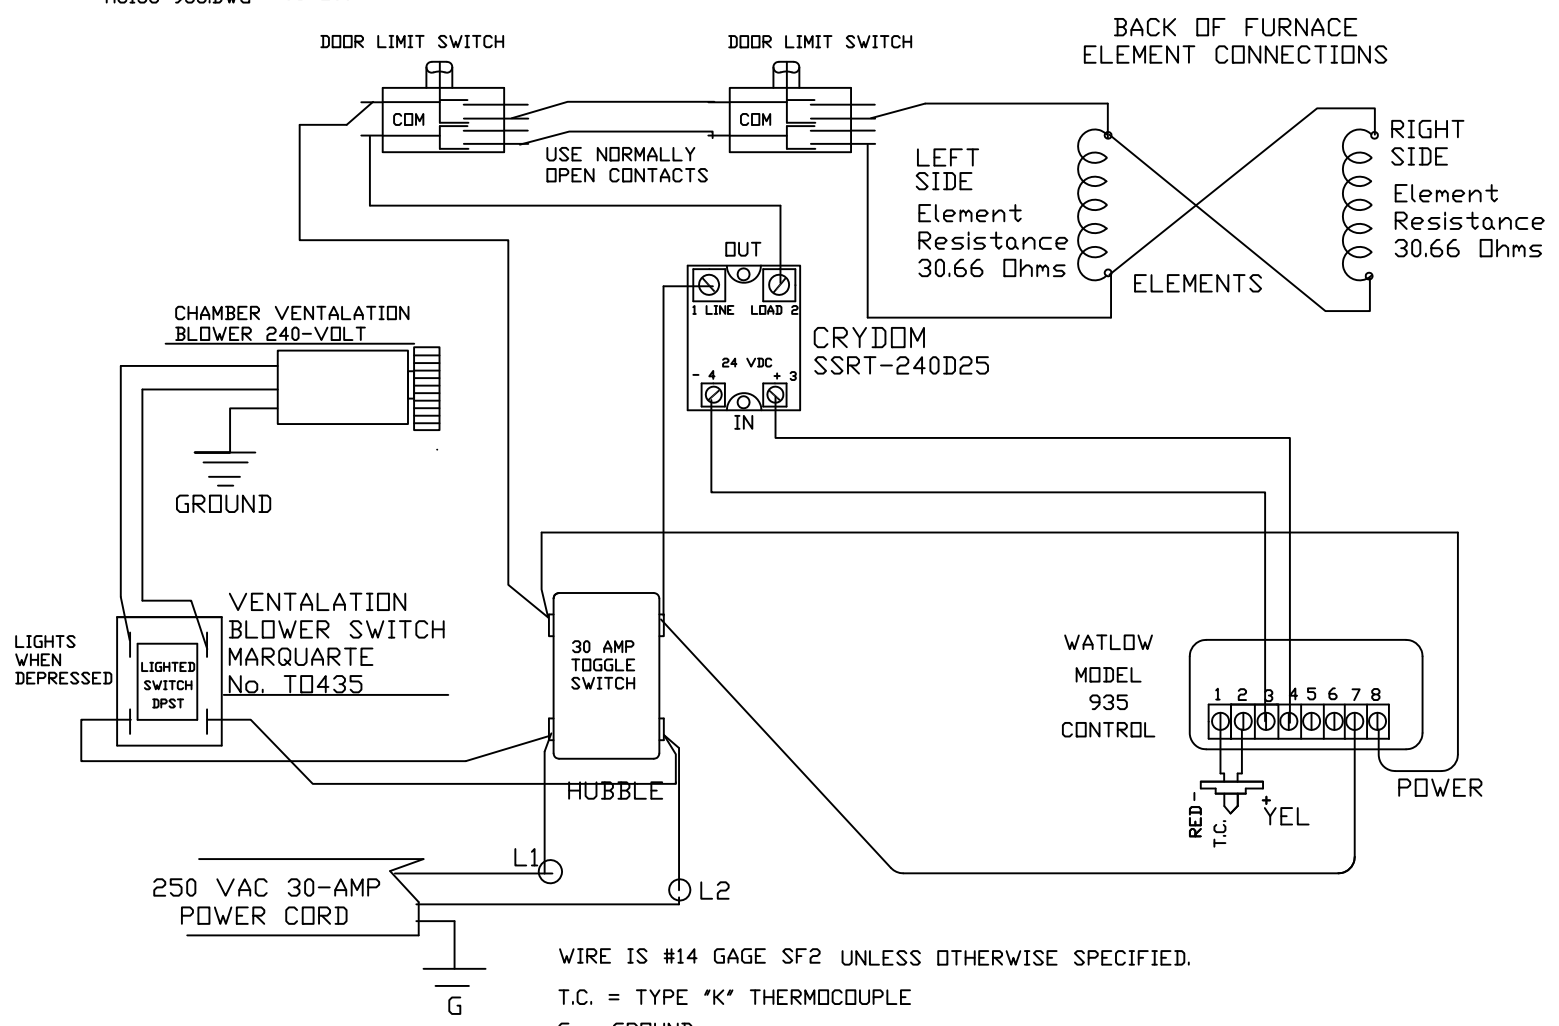 BACK OF FURNACE
ELEMENT CONNECTIONS
DOOR LIMIT SWITCH
DOOR LIMIT SWITCH
COM
COM
USE NORMALLY
OPEN CONTACTS
LEFT
SIDE
Element
Resistance
30.66 Ohms
RIGHT
SIDE
Element
Resistance
30.66 Ohms
ELEMENTS
OUT
1 LINE LOAD 2
24 VDC
- 4 + 3
IN
CRYDOM
SSRT-240D25
CHAMBER VENTALATION
BLOWER 240-VOLT
GROUND
VENTALATION
BLOWER SWITCH
MARQUARTE
No. TO435
LIGHTS
WHEN
DEPRESSED
LIGHTED
SWITCH
DPST
30 AMP
TOGGLE
SWITCH
HUBBLE
WATLOW
MODEL
935
CONTROL
1 2 3 4 5 6 7 8
POWER
RED -
T.C.
+
YEL
L1
L2
250 VAC 30-AMP
POWER CORD
G
WIRE IS #14 GAGE SF2 UNLESS OTHERWISE SPECIFIED.
T.C. = TYPE "K" THERMOCOUPLE